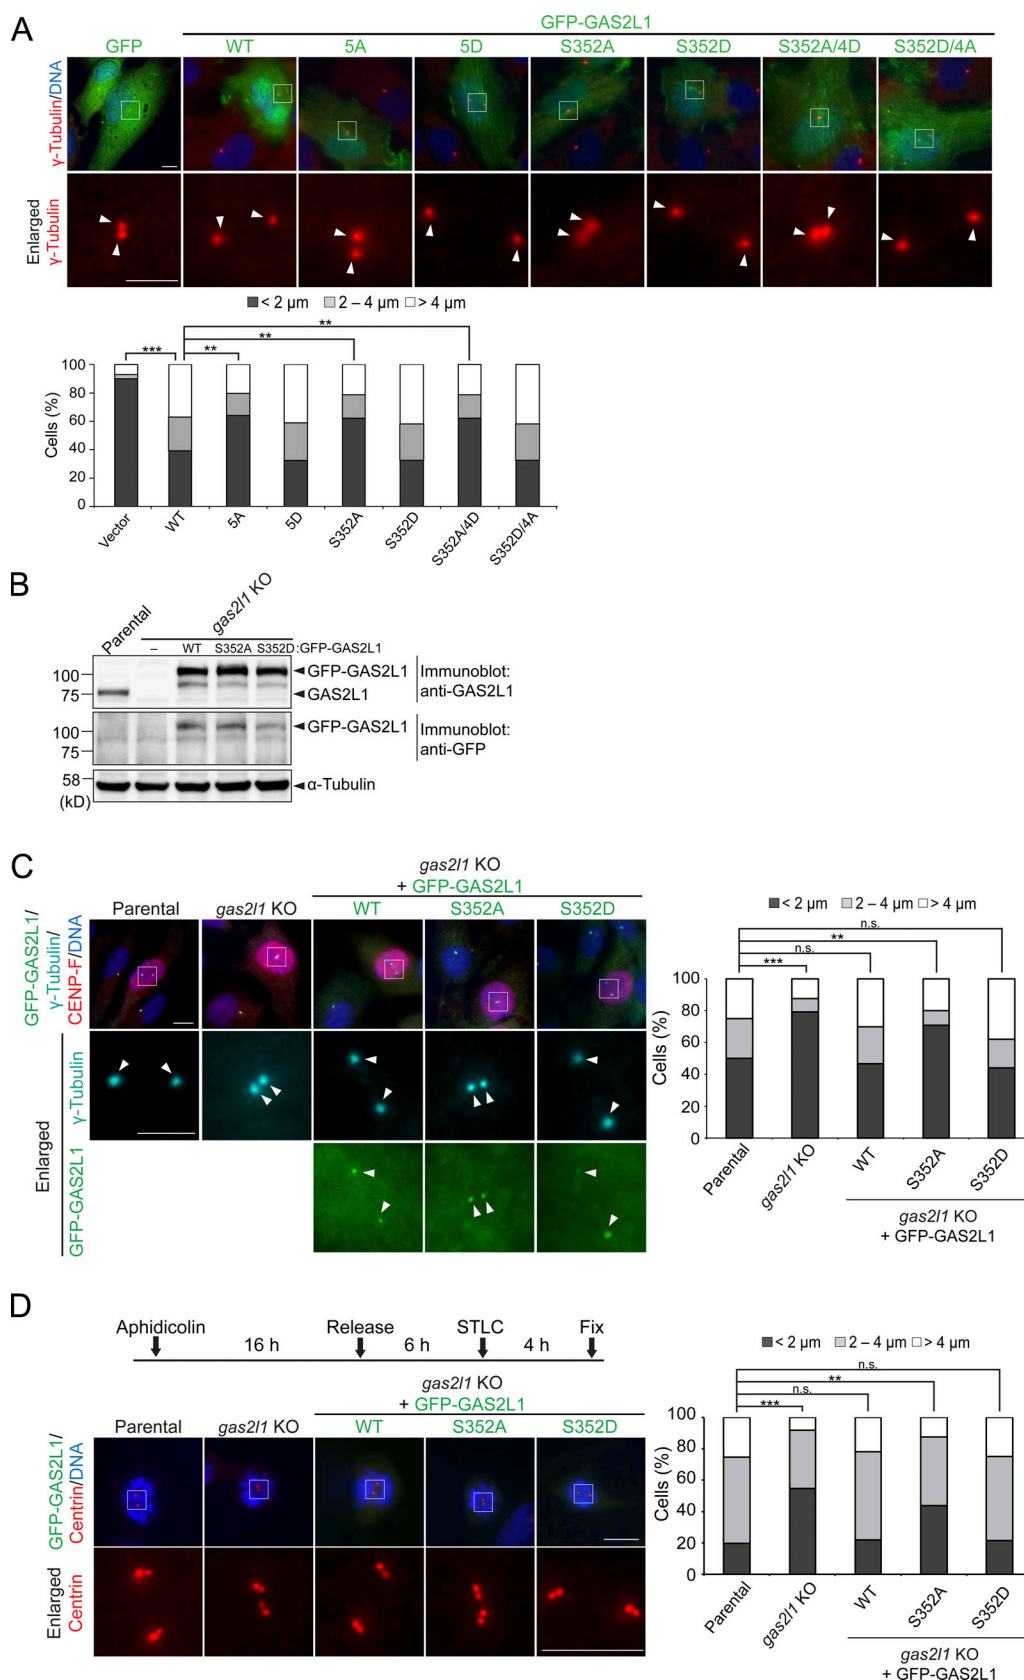 A
GFP-GAS2L1
GFP WT 5A 5D S352A S352D S352A/4D S352D/4A
γ-Tubulin/DNA
Enlarged
γ-Tubulin
< 2 µm 2 – 4 µm > 4 µm
**
**
*** **
Cells (%)
100
80
60
40
20
0
Vector WT 5A 5D S352A S352D S352A/4D S352D/4A
B
Parental gas2l1 KO
– WT S352A S352D :GFP-GAS2L1
100
75
GFP-GAS2L1
GAS2L1
Immunoblot:
anti-GAS2L1
100
75
GFP-GAS2L1
Immunoblot:
anti-GFP
58
(kD)
α-Tubulin
C
gas2l1 KO
+ GFP-GAS2L1
Parental gas2l1 KO WT S352A S352D
GFP-GAS2L1/
γ-Tubulin/
CENP-F/DNA
Enlarged
γ-Tubulin
GFP-GAS2L1
< 2 µm 2 – 4 µm > 4 µm
n.s.
**
n.s.
***
Cells (%)
100
80
60
40
20
0
Parental gas2l1 KO WT S352A S352D
gas2l1 KO
+ GFP-GAS2L1
D
Aphidicolin Release STLC Fix
16 h 6 h 4 h
gas2l1 KO
+ GFP-GAS2L1
Parental gas2l1 KO WT S352A S352D
GFP-GAS2L1/
Centrin/DNA
Enlarged
Centrin
< 2 µm 2 – 4 µm > 4 µm
n.s.
**
n.s.
***
Cells (%)
100
80
60
40
20
0
Parental gas2l1 KO WT S352A S352D
gas2l1 KO
+ GFP-GAS2L1